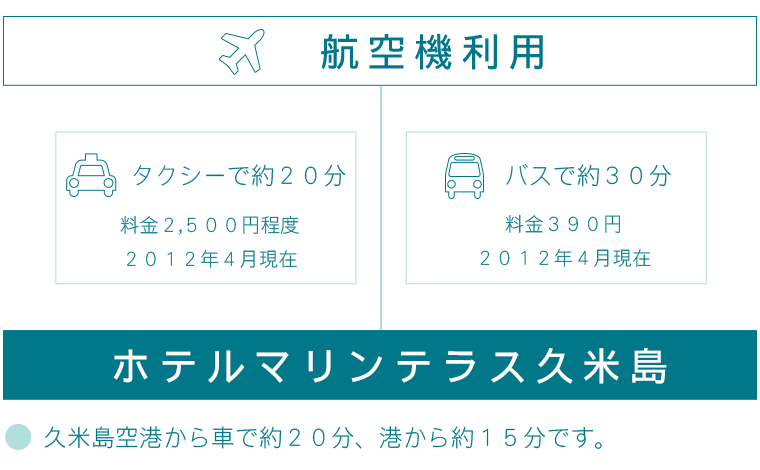 航空機利用
タクシーで約２０分
料金２,５００円程度
２０１２年４月現在
バスで約３０分
料金３９０円
２０１２年４月現在
ホテルマリンテラス久米島
久米島空港から車で約２０分、港から約１５分です。